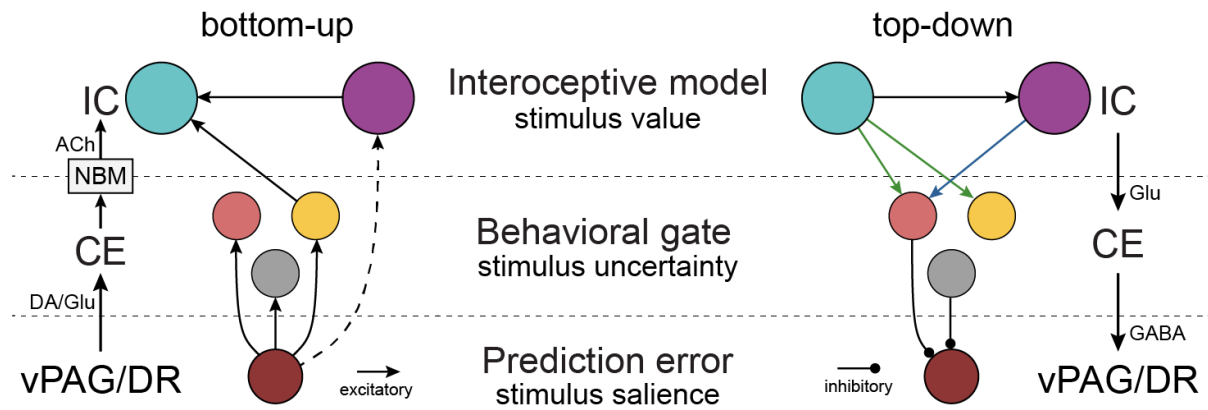 bottom-up
top-down
Interoceptive model
stimulus value
IC
IC
ACh
NBM
Glu
Behavioral gate
stimulus uncertainty
CE
CE
DA/Glu
GABA
Prediction error
stimulus salience
vPAG/DR
excitatory
inhibitory
vPAG/DR